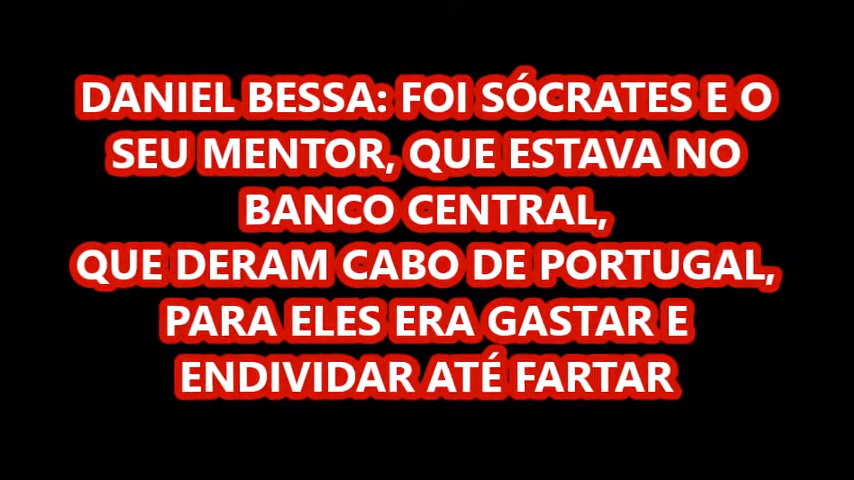 DANIEL BESSA: FOI SÓCRATES E O
SEU MENTOR, QUE ESTAVA NO
BANCO CENTRAL,
QUE DERAM CABO DE PORTUGAL,
PARA ELES ERA GASTAR E
ENDIVIDAR ATÉ FARTAR